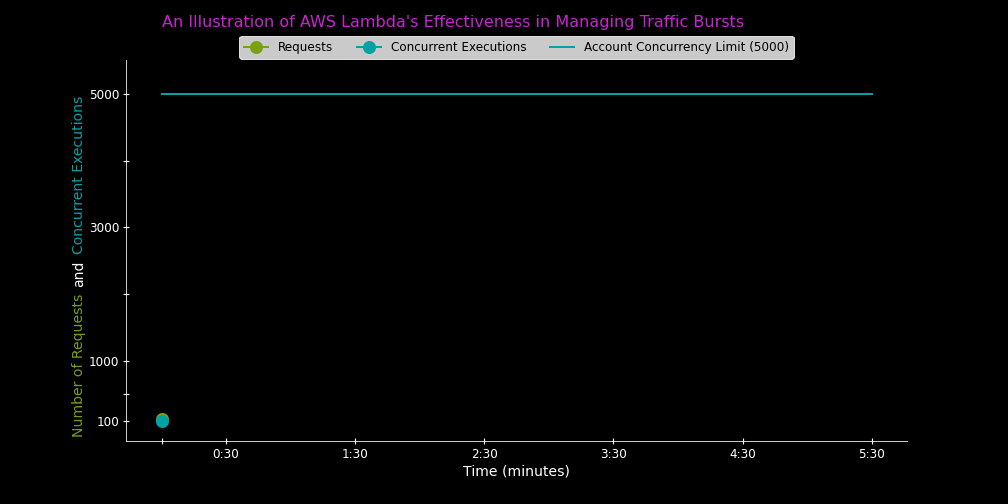 An Illustration of AWS Lambda's Effectiveness in Managing Traffic Bursts
Requests
Concurrent Executions
Account Concurrency Limit (5000)
Number of Requests and Concurrent Executions
5000
3000
1000
100
0:30
1:30
2:30
3:30
4:30
5:30
Time (minutes)